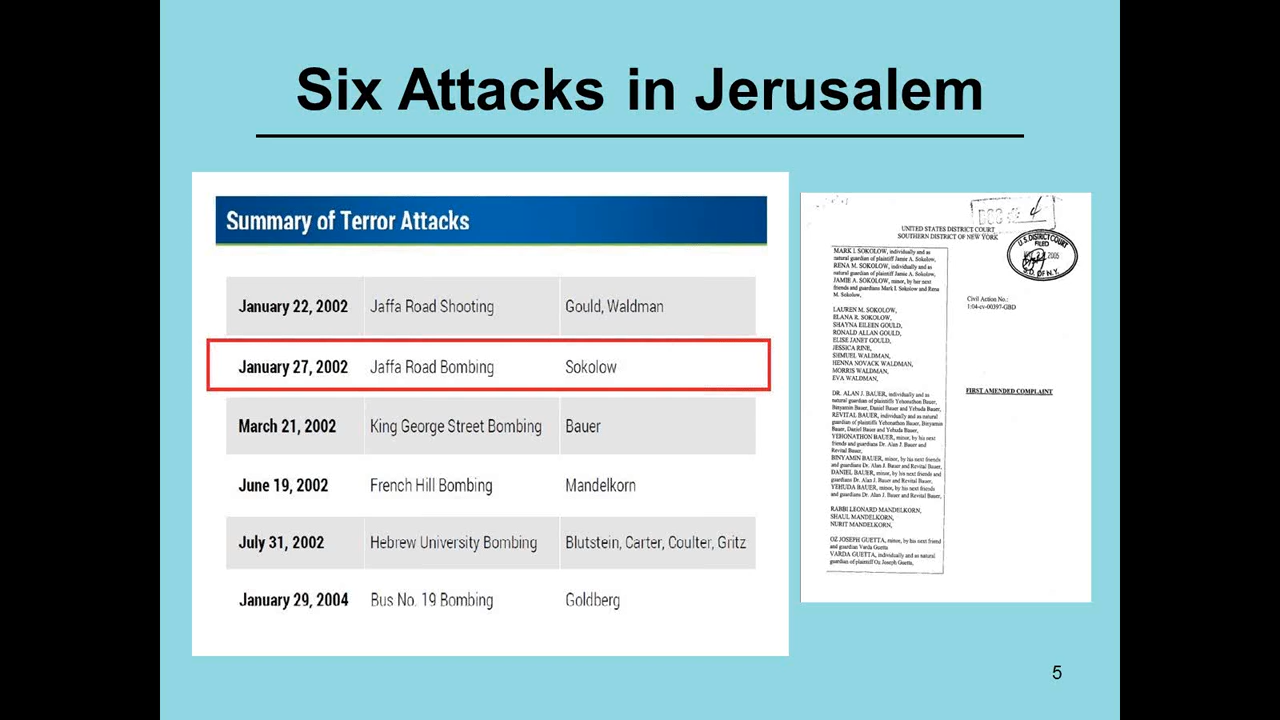 Six Attacks in Jerusalem
Summary of Terror Attacks
January 22, 2002 Jaffa Road Shooting Gould, Waldman
January 27, 2002 Jaffa Road Bombing Sokolow
March 21, 2002 King George Street Bombing Bauer
June 19, 2002 French Hill Bombing Mandelkorn
July 31, 2002 Hebrew University Bombing Blutstein, Carter, Coulter, Gritz
January 29, 2004 Bus No. 19 Bombing Goldberg
UNITED STATES DISTRICT COURT
SOUTHERN DISTRICT OF NEW YORK
U.S. DISTRICT COURT
FILED
2005
S.D. OF N.Y.
MARK I. SOKOLOW, individually and as
natural guardian of plaintiff Jamie A. Sokolow,
RENA M. SOKOLOW, individually and as
natural guardian of plaintiff Jamie A. Sokolow,
JAMIE A. SOKOLOW, minor, by her next
friends and guardians Mark I. Sokolow and Rena
M. Sokolow,
LAUREN M. SOKOLOW,
ELANA R. SOKOLOW,
SHAYNA EILEEN GOULD,
RONALD ALLAN GOULD,
ELISE JANET GOULD,
JESSICA RINE,
SHMUEL WALDMAN,
HENNA NOVACK WALDMAN,
MORRIS WALDMAN,
EVA WALDMAN,
DR. ALAN J. BAUER, individually and as
natural guardian of plaintiffs Yehonathon Bauer,
Binyamin Bauer, Daniel Bauer and Yehuda Bauer,
REVITAL BAUER, individually and as natural
guardian of plaintiffs Yehonathon Bauer, Binyamin
Bauer, Daniel Bauer and Yehuda Bauer,
YEHONATHON BAUER, minor, by his next
friends and guardians Dr. Alan J. Bauer and
Revital Bauer,
BINYAMIN BAUER, minor, by his next friends
and guardians Dr. Alan J. Bauer and Revital Bauer,
DANIEL BAUER, minor, by his next friends and
guardians Dr. Alan J. Bauer and Revital Bauer,
YEHUDA BAUER, minor, by his next friends
and guardians Dr. Alan J. Bauer and Revital Bauer,
RABBI LEONARD MANDELKORN,
SHAUL MANDELKORN,
NURIT MANDELKORN,
OZ JOSEPH GUETTA, minor, by his next friend
and guardian Varda Guetta
VARDA GUETTA, individually and as natural
guardian of plaintiff Oz Joseph Guetta,
Civil Action No.:
1:04-cv-00397-GBD
FIRST AMENDED COMPLAINT
5